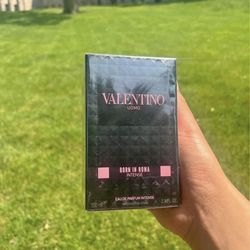 VALENTINO
UOMO
BORN IN ROMA
INTENSE
EAU DE PARFUM INTENSE